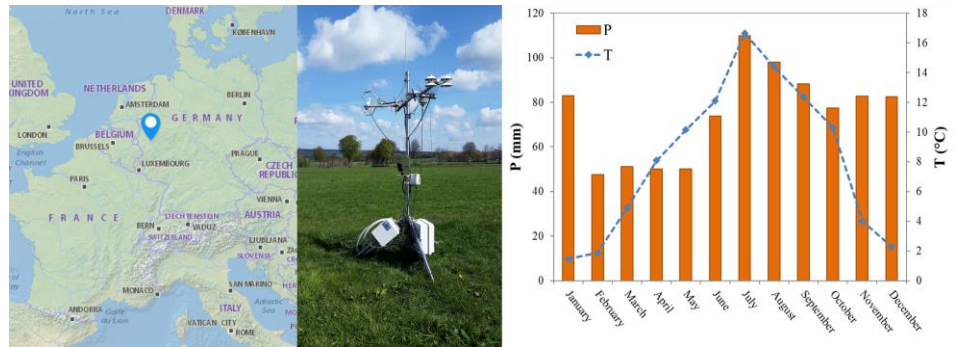 North Sea
DENMARK
KØBENHAVN
UNITED
KINGDOM
NETHERLANDS
AMSTERDAM
BERLIN
LONDON
GERMANY
BELGIUM
BRUSSELS
English
Channel
LUXEMBOURG
PRAGUE
CZECH
REPUBLIC
PARIS
VIENNA
FRANCE
LIECHTENSTEIN
AUSTRIA
BERN
VADUZ
SWITZERLAND
LJUBLJANA
SLOVENIA
MONACO
SAN MARINO
ANDORRA
Golfe
du Lion
ITALY
Adriatic
Sea
VATICAN CITY
ROME
P
T
120
100
80
60
40
20
0
P (mm)
18
16
14
12
10
8
6
4
2
0
T (°C)
January
February
March
April
May
June
July
August
September
October
November
December